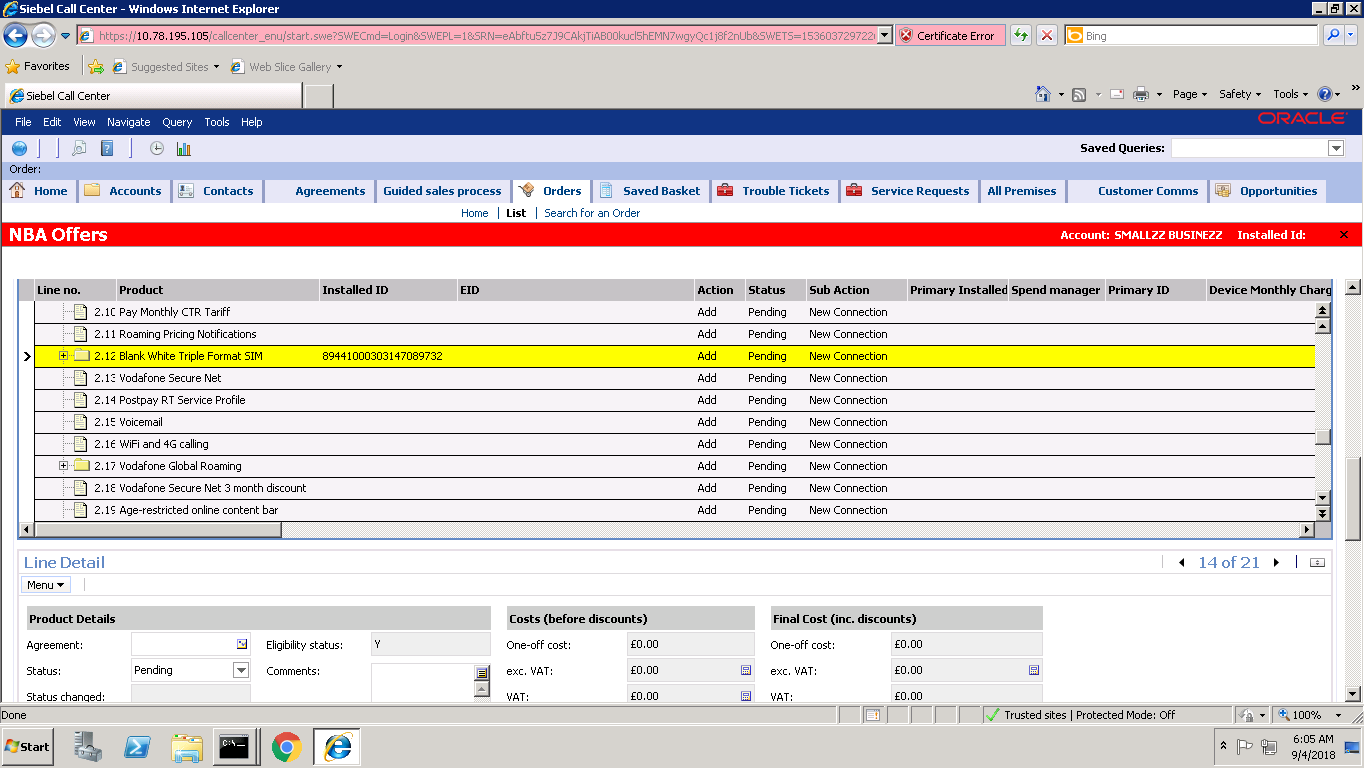 Siebel Call Center - Windows Internet Explorer
https://10.78.195.105/callcenter_enu/start.swe?SWECmd=Login&SWEPL=1&SRN=eAbftu5z7J9CAkjTiAB00kucl5hEMN7wgyQc1j8f2nUb&SWETS=153603729722 Certificate Error Bing
Favorites Suggested Sites Web Slice Gallery
Siebel Call Center Page Safety Tools
File Edit View Navigate Query Tools Help ORACLE
Saved Queries:
Order:
Home Accounts Contacts Agreements Guided sales process Orders Saved Basket Trouble Tickets Service Requests All Premises Customer Comms Opportunities
Home List Search for an Order
NBA Offers Account: SMALLZZ BUSINEZZ Installed Id:
Line no. Product Installed ID EID Action Status Sub Action Primary Installed Spend manager Primary ID Device Monthly Charg
2.10 Pay Monthly CTR Tariff Add Pending New Connection
2.11 Roaming Pricing Notifications Add Pending New Connection
2.12 Blank White Triple Format SIM 89441000303147089732 Add Pending New Connection
2.13 Vodafone Secure Net Add Pending New Connection
2.14 Postpay RT Service Profile Add Pending New Connection
2.15 Voicemail Add Pending New Connection
2.16 WiFi and 4G calling Add Pending New Connection
2.17 Vodafone Global Roaming Add Pending New Connection
2.18 Vodafone Secure Net 3 month discount Add Pending New Connection
2.19 Age-restricted online content bar Add Pending New Connection
Line Detail 14 of 21
Menu
Product Details Costs (before discounts) Final Cost (inc. discounts)
Agreement: Eligibility status: Y One-off cost: £0.00 One-off cost: £0.00
Status: Pending Comments: exc. VAT: £0.00 exc. VAT: £0.00
Status changed: VAT: £0.00 VAT: £0.00
Done Trusted sites | Protected Mode: Off 100%
Start C:\. 6:05 AM
9/4/2018